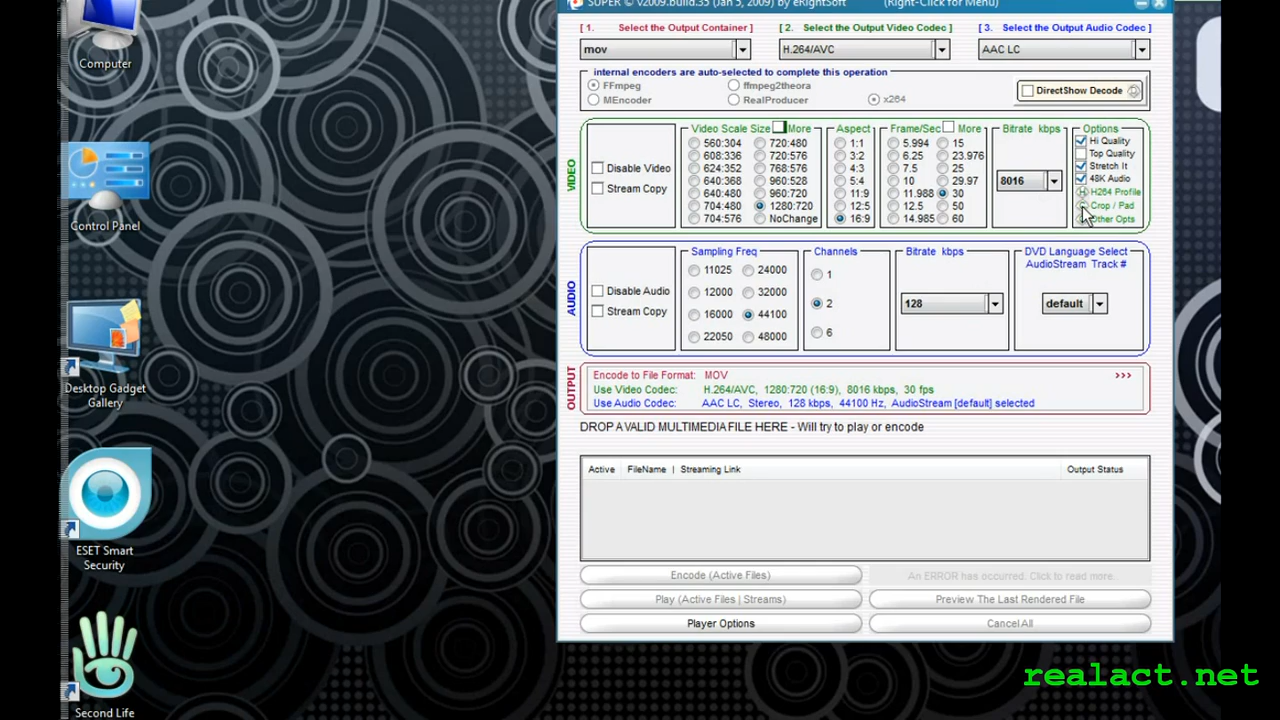 SUPER © v2009.build.35 (Jan 5, 2009) by eRightSoft (Right-Click for Menu)
[ 1. Select the Output Container ] [ 2. Select the Output Video Codec ] [ 3. Select the Output Audio Codec ]
mov H.264/AVC AAC LC
internal encoders are auto-selected to complete this operation
FFmpeg ffmpeg2theora
MEncoder RealProducer x264
DirectShow Decode
VIDEO
Disable Video
Stream Copy
Video Scale Size More
560:304 720:480
608:336 720:576
624:352 768:576
640:368 960:528
640:480 960:720
704:480 1280:720
704:576 NoChange
Aspect
1:1
3:2
4:3
5:4
11:9
12:5
16:9
Frame/Sec More
5.994 15
6.25 23.976
7.5 25
10 29.97
11.988 30
12.5 50
14.985 60
Bitrate kbps
8016
Options
Hi Quality
Top Quality
Stretch It
48K Audio
H264 Profile
Crop / Pad
Other Opts
AUDIO
Disable Audio
Stream Copy
Sampling Freq
11025 24000
12000 32000
16000 44100
22050 48000
Channels
1
2
6
Bitrate kbps
128
DVD Language Select
AudioStream Track #
default
OUTPUT
Encode to File Format: MOV >>>
Use Video Codec: H.264/AVC, 1280:720 (16:9), 8016 kbps, 30 fps
Use Audio Codec: AAC LC, Stereo, 128 kbps, 44100 Hz, AudioStream [default] selected
DROP A VALID MULTIMEDIA FILE HERE - Will try to play or encode
Active FileName | Streaming Link Output Status
Encode (Active Files) An ERROR has occurred. Click to read more.
Play (Active Files | Streams) Preview The Last Rendered File
Player Options Cancel All
Computer
Control Panel
Desktop Gadget
Gallery
ESET Smart
Security
Second Life
realact.net